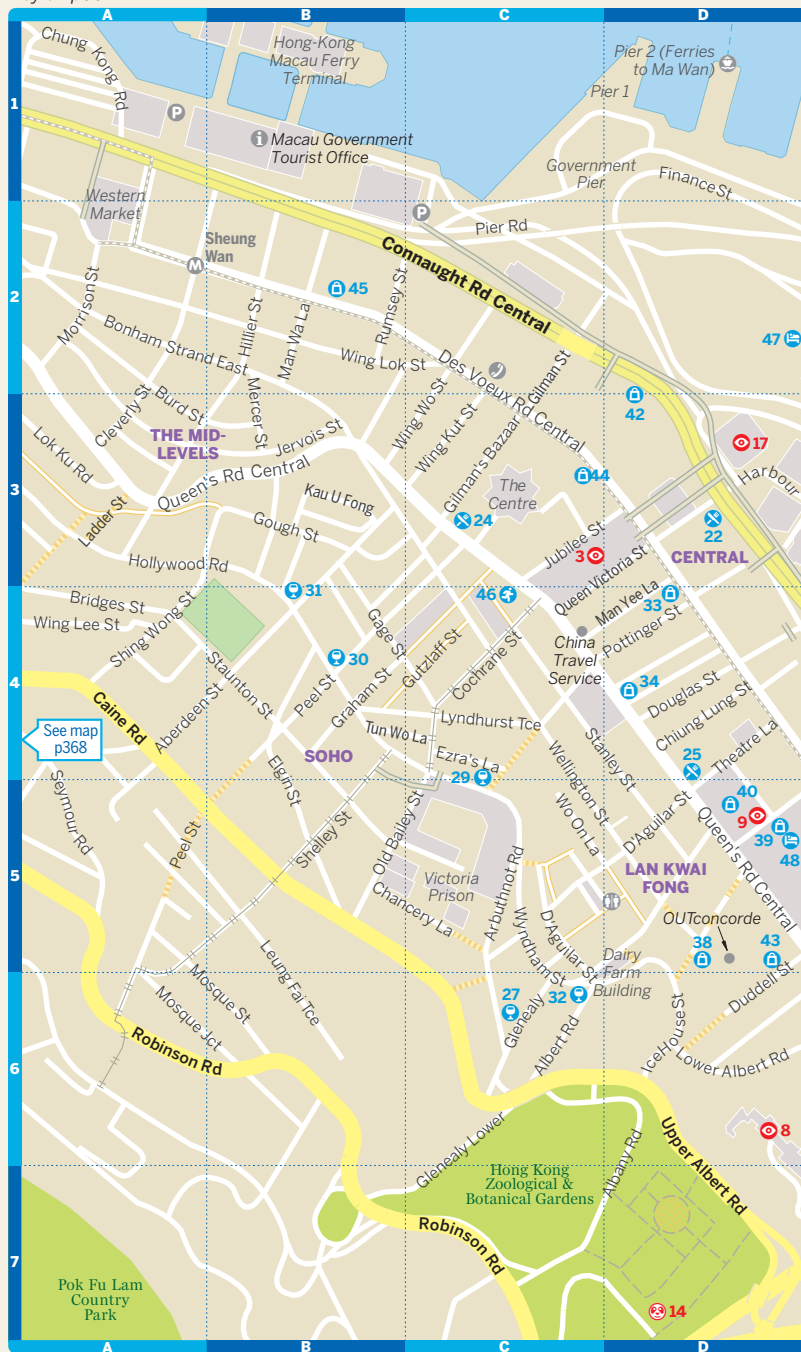 A
B
C
D
Chung Kong Rd
Hong-Kong
Macau Ferry
Terminal
Pier 2 (Ferries
to Ma Wan)
Pier 1
1
P
i
Macau Government
Tourist Office
Government
Pier
Finance St
Western
Market
P
Pier Rd
Sheung
Wan
M
Connaught Rd Central
2
45
Morrison St
Hillier St
Man Wa La
Rumsey St
47
Bonham Strand East
Wing Lok St
Des Voeux Rd Central
Gilman St
42
Cleverly St
Burd St
Mercer St
Wing Wo St
Wing Kut St
Gilman's Bazaar
17
THE MID-
LEVELS
Jervois St
Lok Ku Rd
Queen's Rd Central
44
Harbour
3
The
Centre
Ladder St
Kau U Fong
24
22
Gough St
Jubilee St
3
CENTRAL
Hollywood Rd
Queen Victoria St
31
46
Man Yee La
33
Bridges St
Wing Lee St
Shing Wong St
Gage St
Gutzlaff St
Cochrane St
China
Travel
Service
Pottinger St
30
4
Staunton St
Peel St
Graham St
34
Douglas St
Caine Rd
Aberdeen St
Lyndhurst Tce
Chiung Lung St
See map
p368
Tun Wo La
SOHO
Ezra's La
Stanley St
Theatre La
25
29
Wellington St
Seymour Rd
Elgin St
Wo On La
40
9
39
48
D'Aguilar St
Peel St
Shelley St
Old Bailey St
Queen's Rd Central
5
Victoria
Prison
LAN KWAI
FONG
Chancery La
Arbuthnot Rd
OUTconcorde
Wyndham St
D'Aguilar St
38
43
Dairy
Farm
Building
Mosque St
Leung Fai Tce
Duddell St
Mosque Jct
27
32
Glenealy
Albert Rd
IceHouse St
Robinson Rd
Lower Albert Rd
6
8
Glenealy Lower
Albany Rd
Upper Albert Rd
Hong Kong
Zoological &
Botanical Gardens
Robinson Rd
7
Pok Fu Lam
Country
Park
14
A
B
C
D